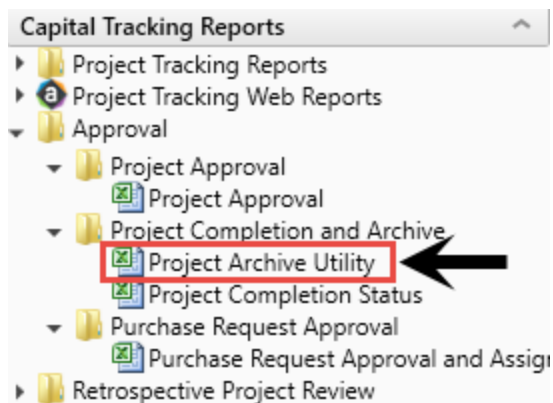 Capital Tracking Reports
Project Tracking Reports
a Project Tracking Web Reports
Approval
Project Approval
Project Approval
Project Completion and Archive
Project Archive Utility
Project Completion Status
Purchase Request Approval
Purchase Request Approval and Assig
Retrospective Project Review